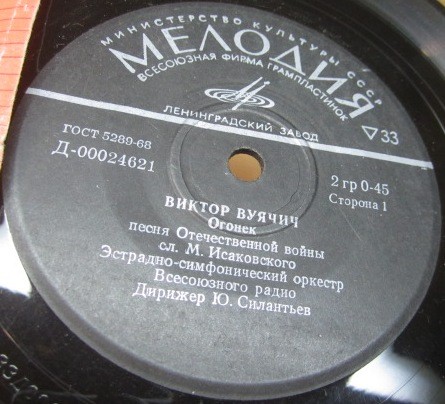 МИНИСТЕРСТВО КУЛЬТУРЫ СССР
МЕЛОДИЯ
ВСЕСОЮЗНАЯ ФИРМА ГРАМПЛАСТИНОК
ЛЕНИНГРАДСКИЙ ЗАВОД
▽33
ГОСТ 5289-68
Д-00024621
2 гр 0-45
Сторона 1
ВИКТОР ВУЯЧИЧ
Огонек
песня Отечественной войны
сл. М. Исаковского
Эстрадно-симфонический оркестр
Всесоюзного радио
Дирижер Ю. Силантьев